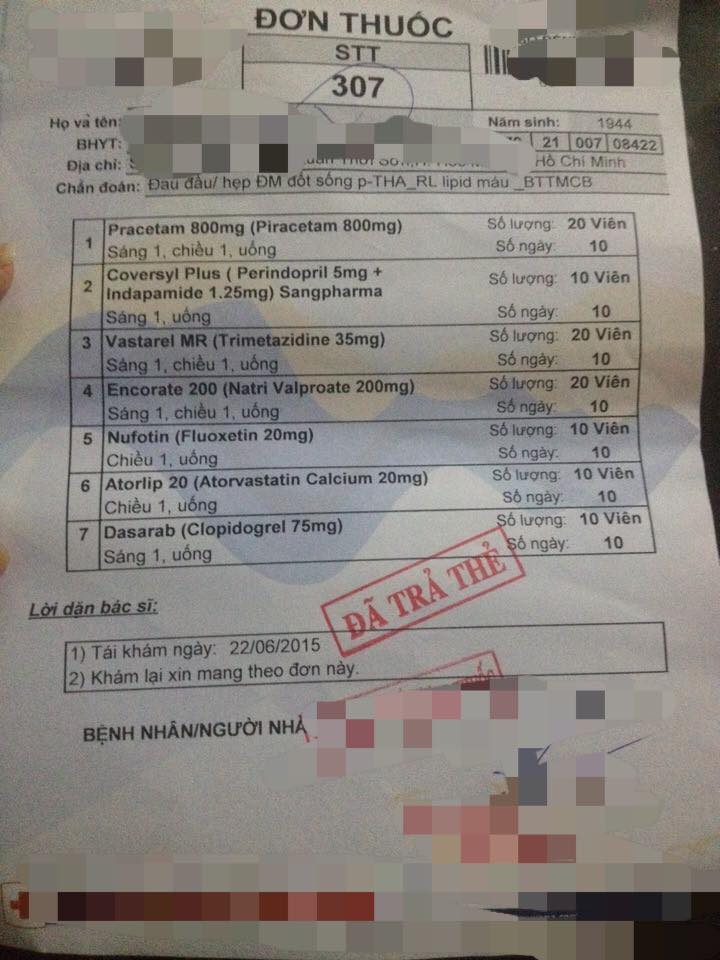 ĐƠN THUỐC
STT
307
Họ và tên:
Năm sinh: 1944
BHYT: 21 007 08422
Địa chỉ: Hồ Chí Minh
Chẩn đoán: Đau đầu/ hẹp ĐM đốt sống p-THA_RL lipid máu _BTTMCB
1 Pracetam 800mg (Piracetam 800mg) Số lượng: 20 Viên
Sáng 1, chiều 1, uống Số ngày: 10
2 Coversyl Plus ( Perindopril 5mg + Số lượng: 10 Viên
Indapamide 1.25mg) Sangpharma
Sáng 1, uống Số ngày: 10
3 Vastarel MR (Trimetazidine 35mg) Số lượng: 20 Viên
Sáng 1, chiều 1, uống Số ngày: 10
4 Encorate 200 (Natri Valproate 200mg) Số lượng: 20 Viên
Sáng 1, chiều 1, uống Số ngày: 10
5 Nufotin (Fluoxetin 20mg) Số lượng: 10 Viên
Chiều 1, uống Số ngày: 10
6 Atorlip 20 (Atorvastatin Calcium 20mg) Số lượng: 10 Viên
Chiều 1, uống Số ngày: 10
7 Dasarab (Clopidogrel 75mg) Số lượng: 10 Viên
Sáng 1, uống Số ngày: 10
ĐÃ TRẢ THẺ
Lời dặn bác sĩ:
1) Tái khám ngày: 22/06/2015
2) Khám lại xin mang theo đơn này.
BỆNH NHÂN/NGƯỜI NHÀ